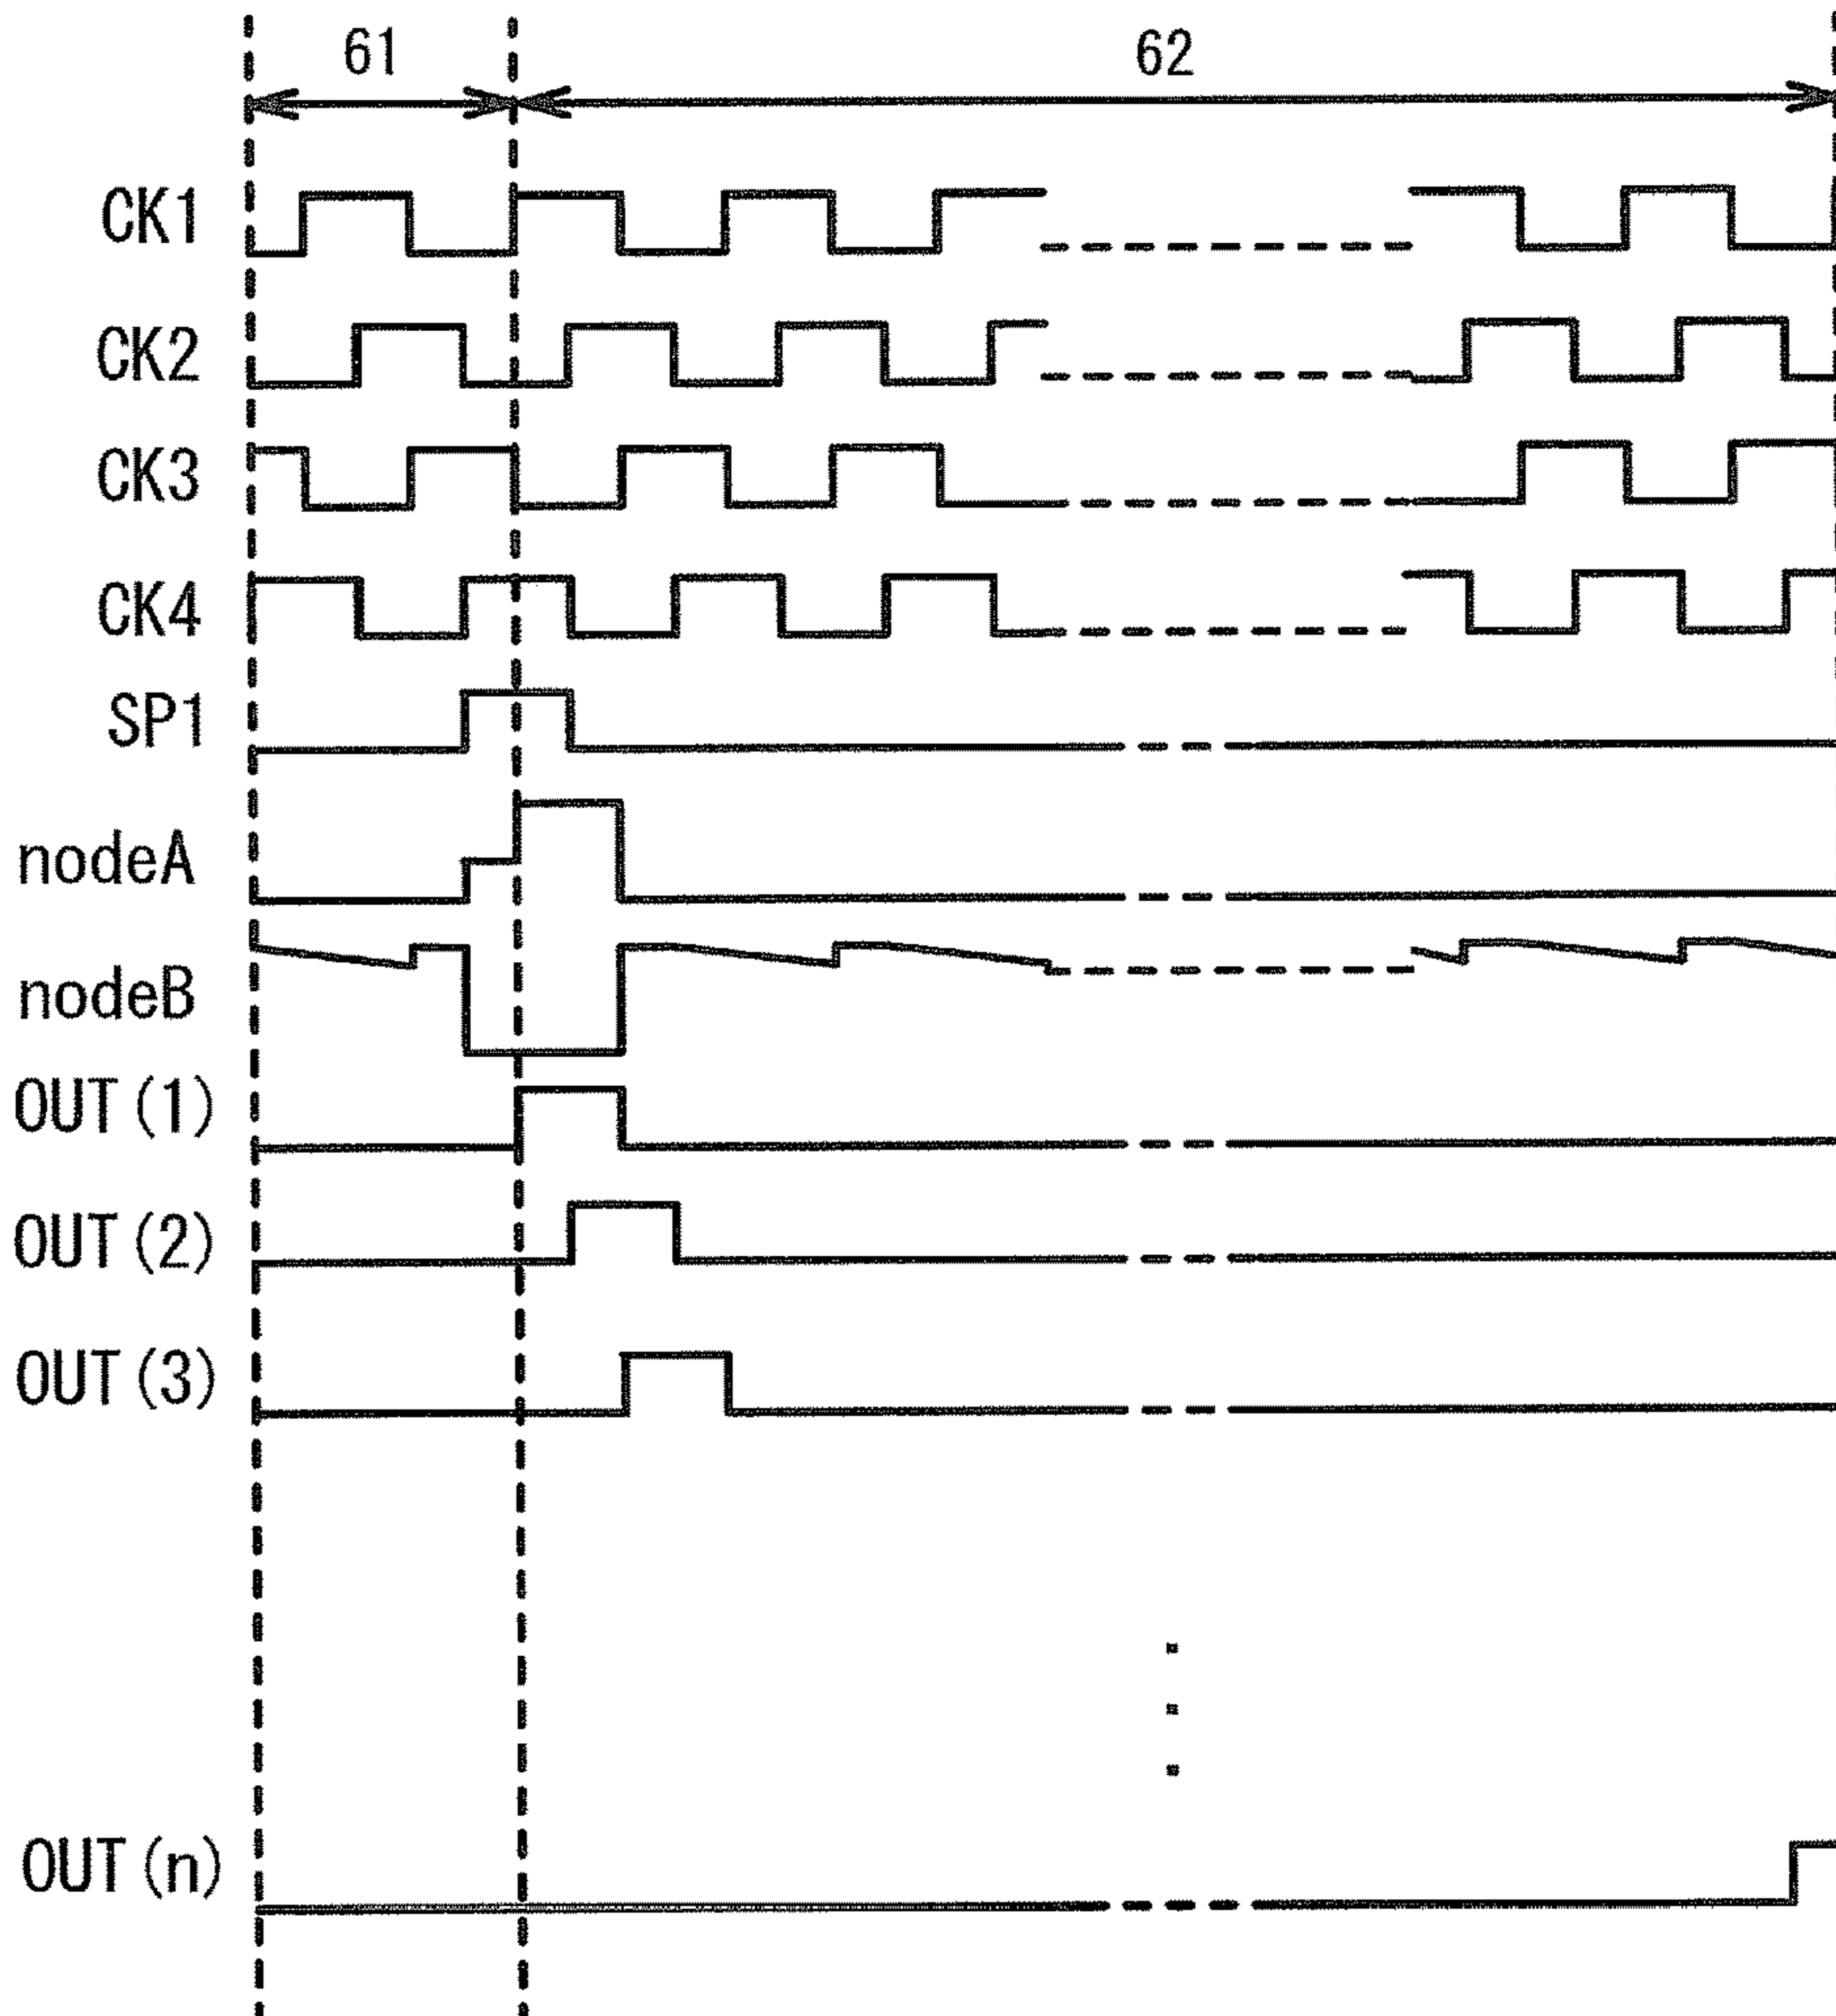 61 62
CK1
CK2
CK3
CK4
SP1
nodeA
nodeB
OUT(1)
OUT(2)
OUT(3)
OUT(n)